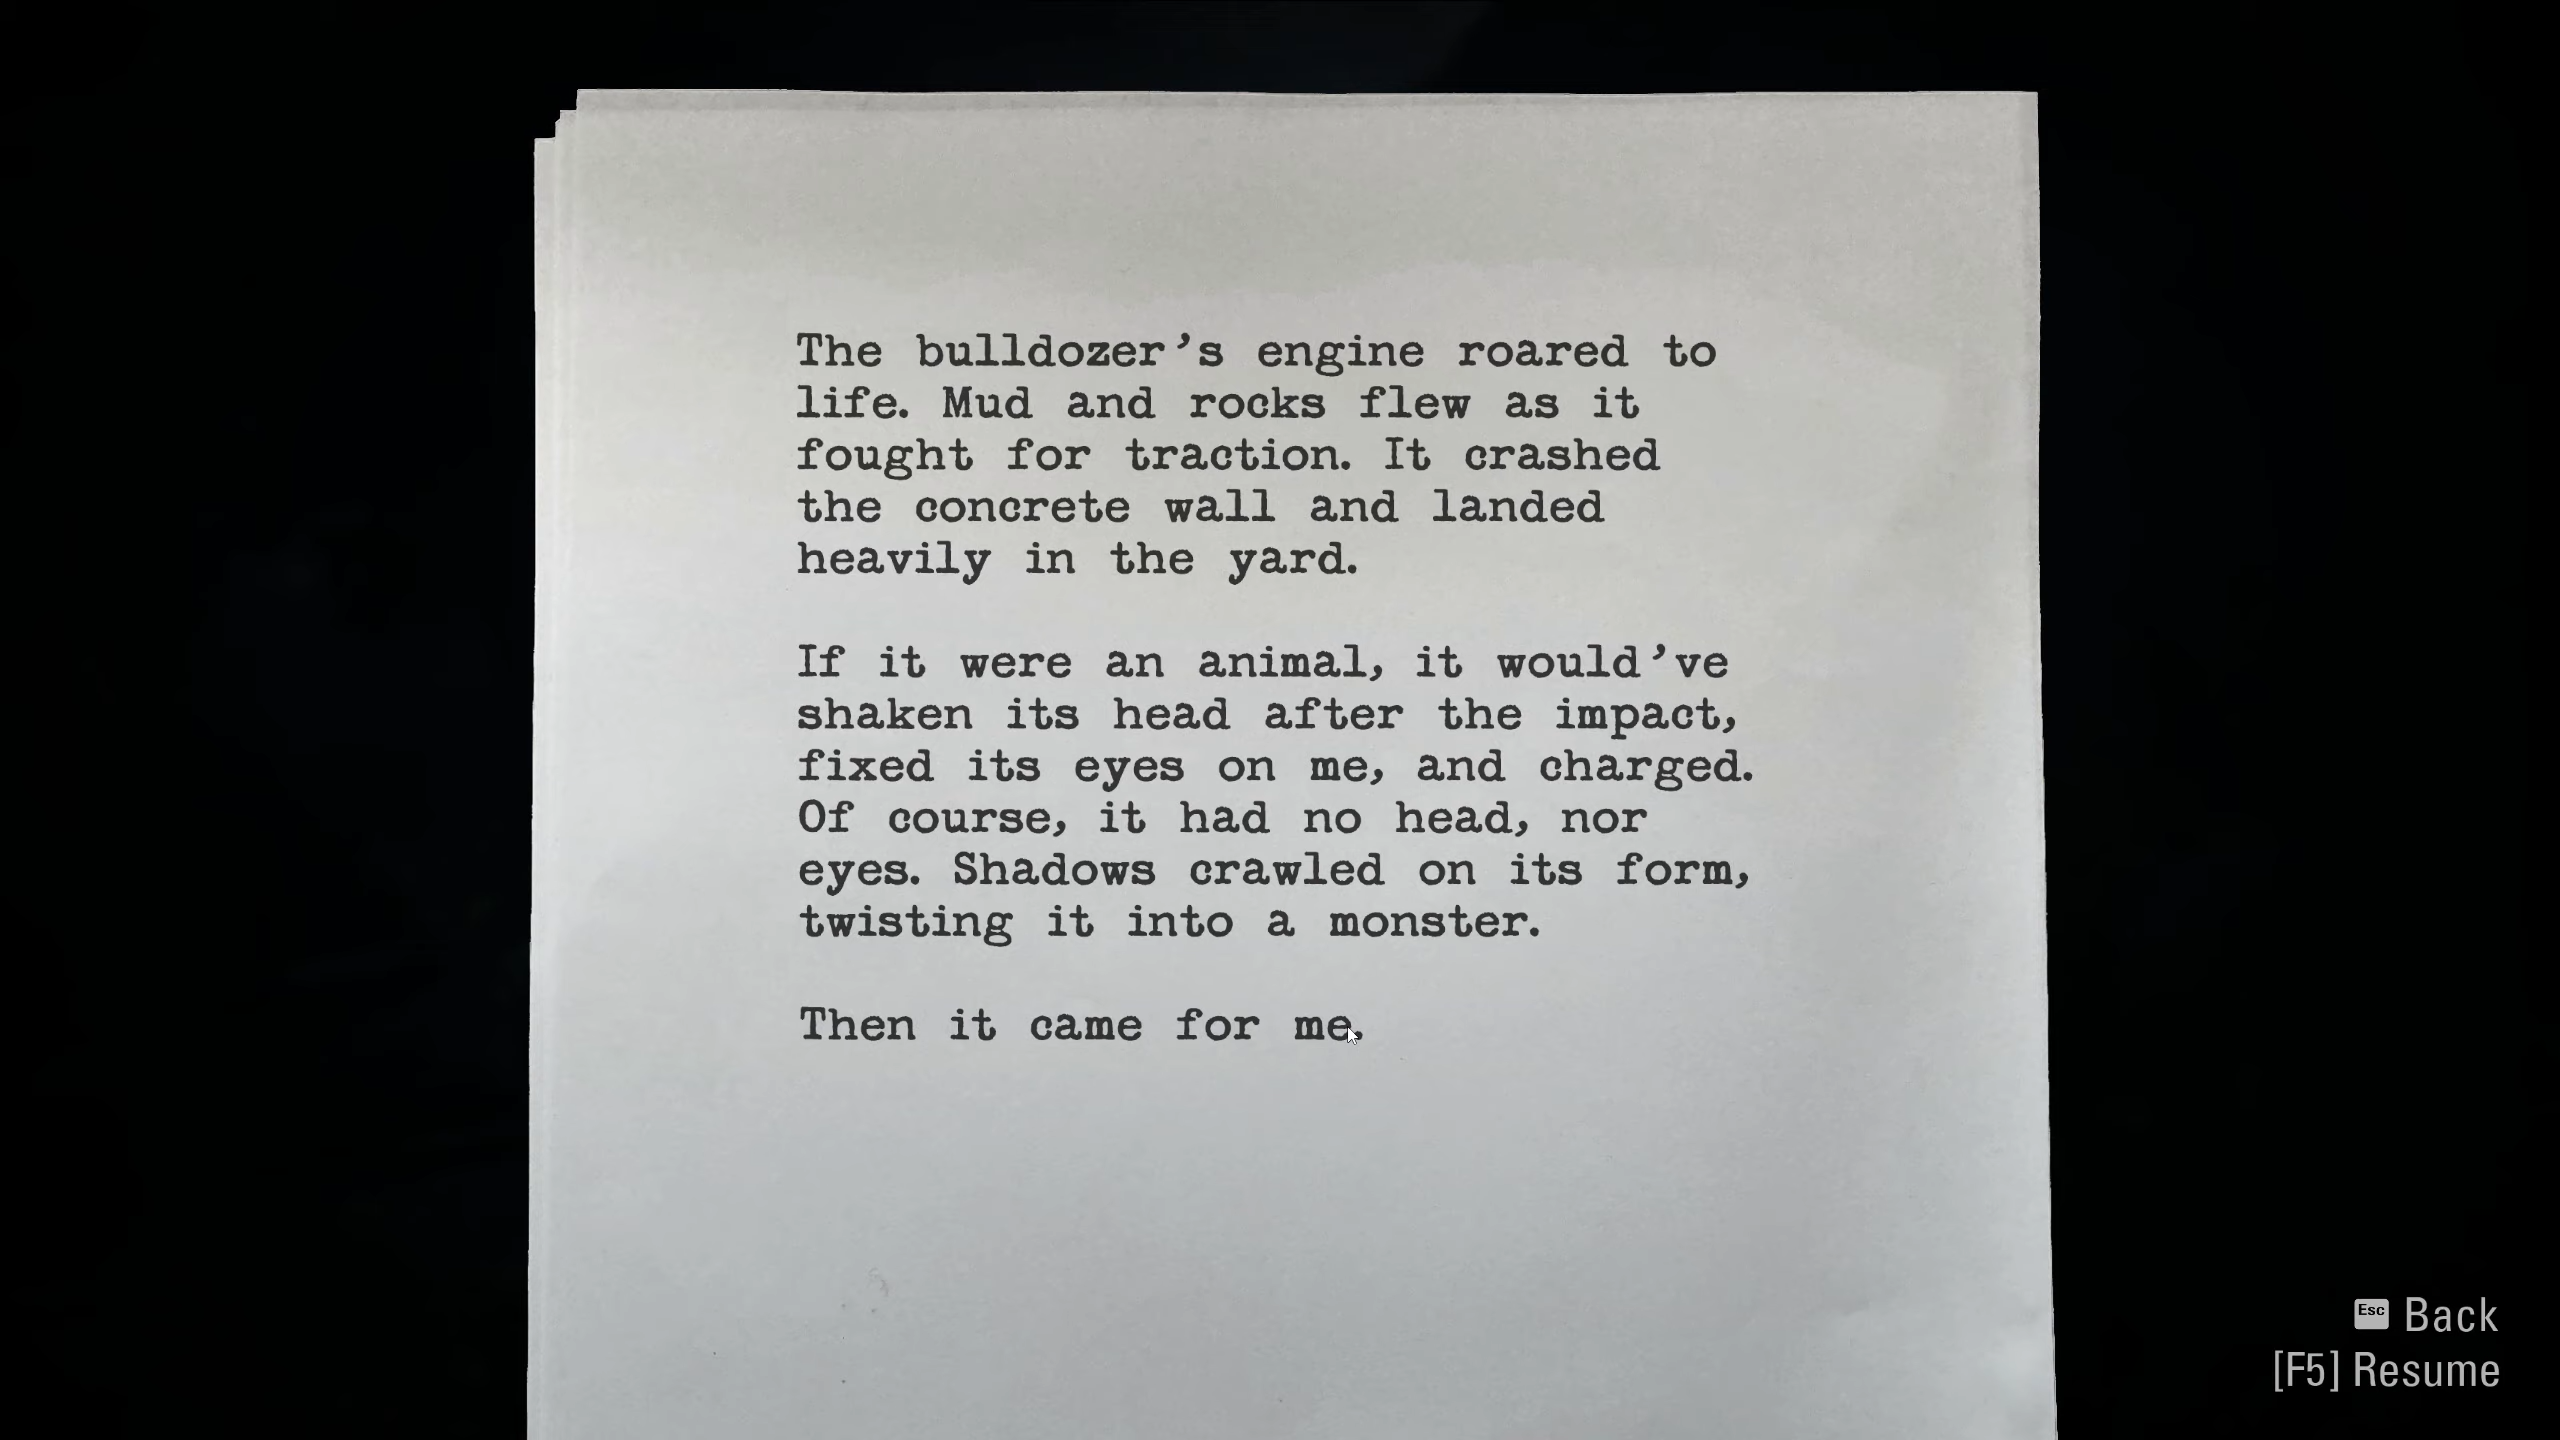 The bulldozer’s engine roared to
life. Mud and rocks flew as it
fought for traction. It crashed
the concrete wall and landed
heavily in the yard.
If it were an animal, it would’ve
shaken its head after the impact,
fixed its eyes on me, and charged.
Of course, it had no head, nor
eyes. Shadows crawled on its form,
twisting it into a monster.
Then it came for me.
Esc Back
[F5] Resume